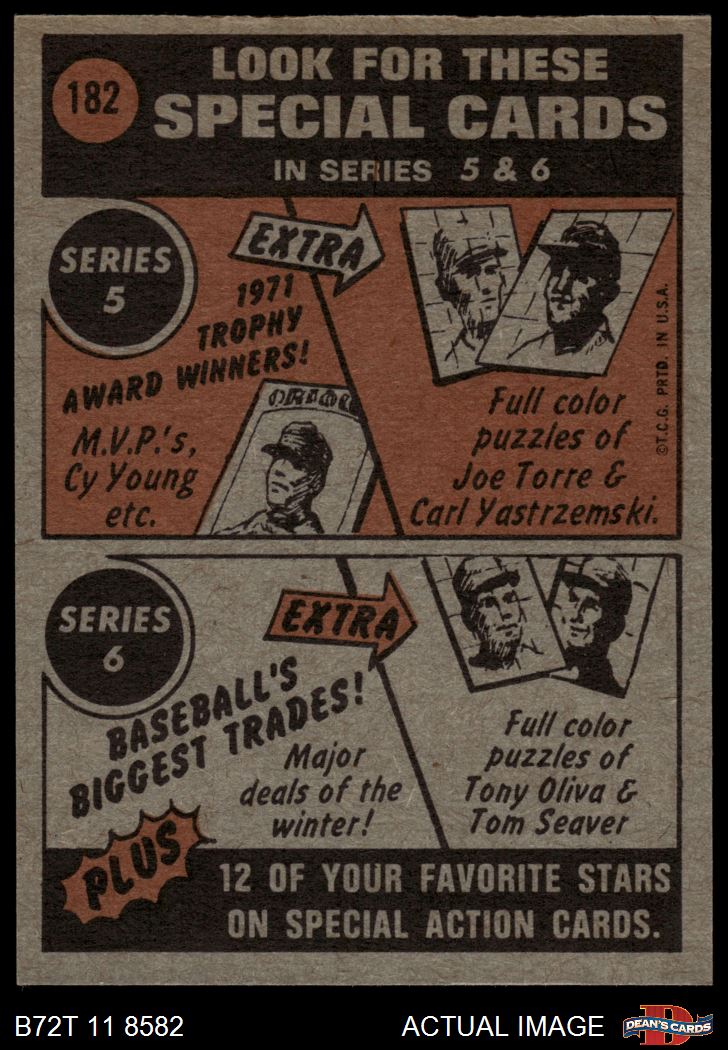 182
LOOK FOR THESE
SPECIAL CARDS
IN SERIES 5 & 6
SERIES
5
EXTRA
1971
TROPHY
AWARD WINNERS!
M.V.P.'s,
Cy Young
etc.
Full color
puzzles of
Joe Torre &
Carl Yastrzemski.
©T.C.G. PRTD. IN U.S.A.
SERIES
6
EXTRA
BASEBALL'S
BIGGEST TRADES!
Major
deals of the
winter!
Full color
puzzles of
Tony Oliva &
Tom Seaver
PLUS
12 OF YOUR FAVORITE STARS
ON SPECIAL ACTION CARDS.
B72T 11 8582
ACTUAL IMAGE
D
DEAN'S CARDS